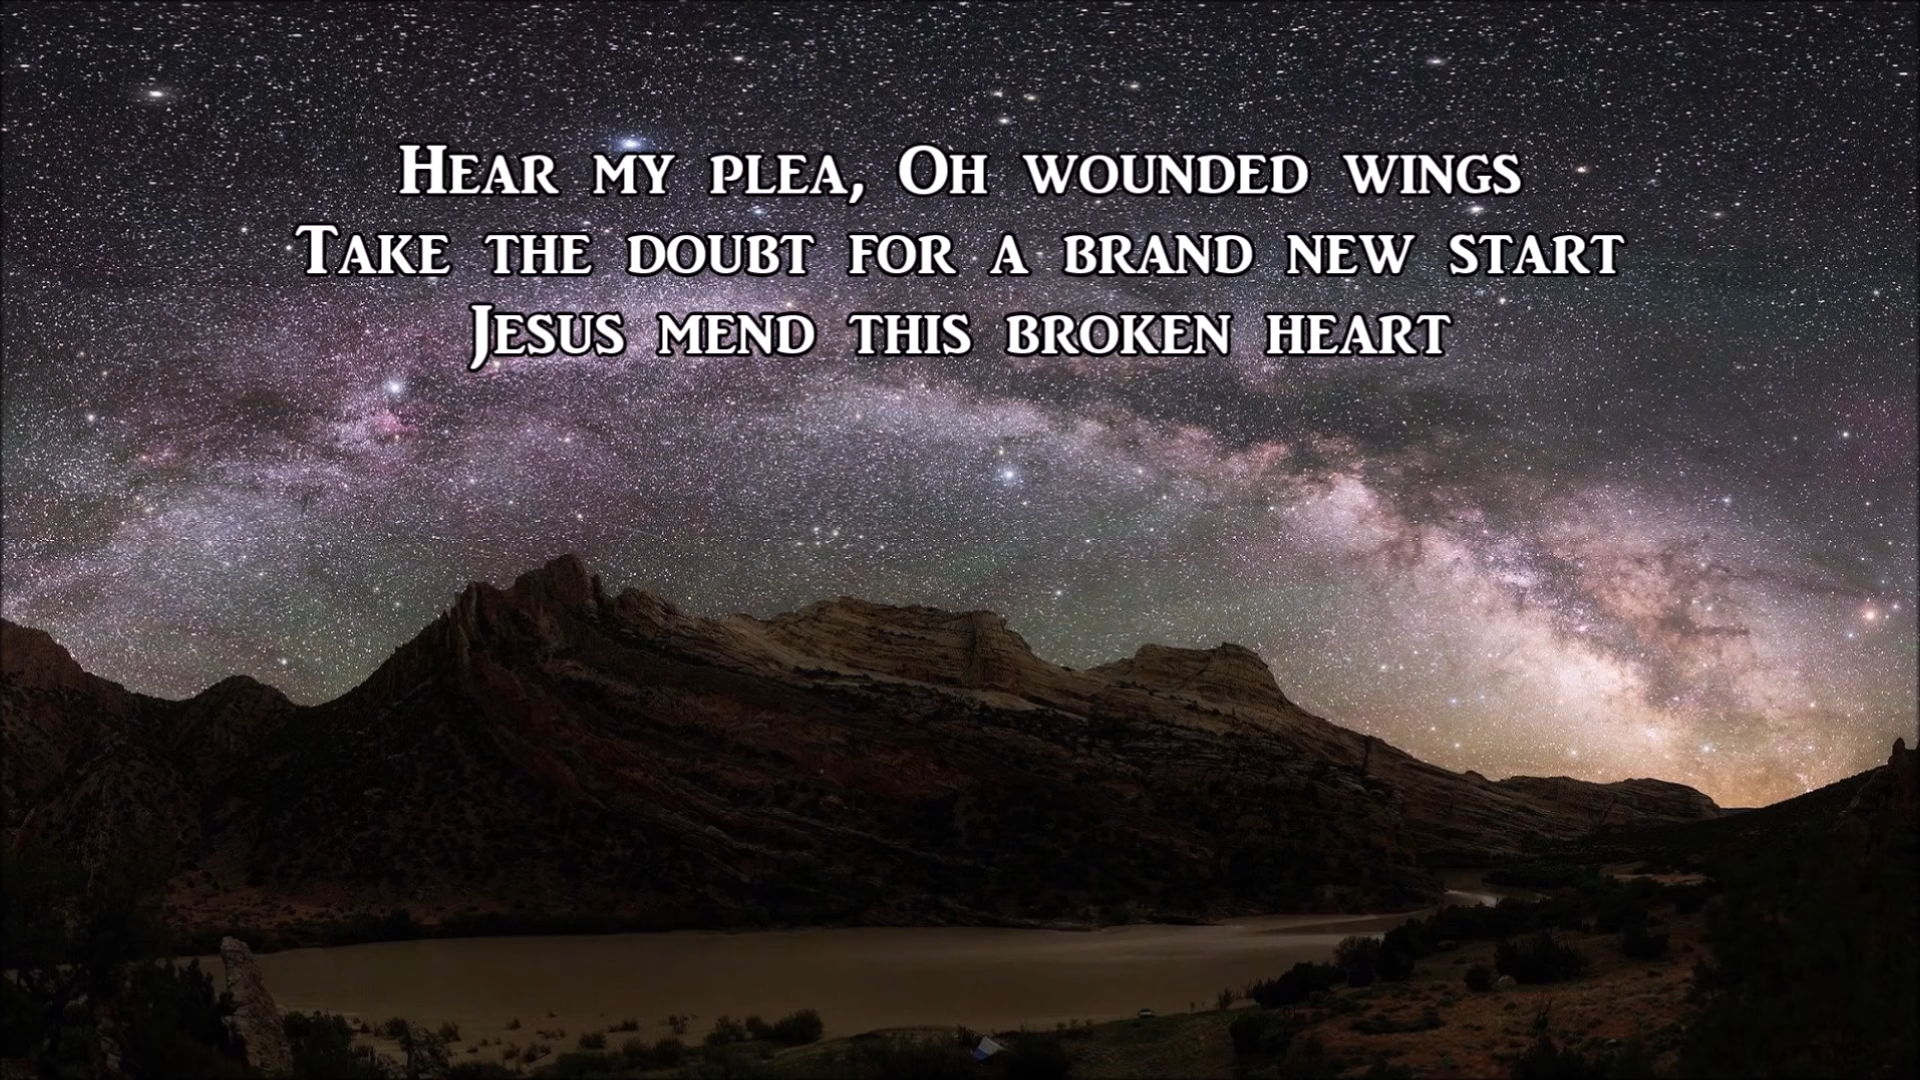 Hear my plea, Oh wounded wings
Take the doubt for a brand new start
Jesus mend this broken heart